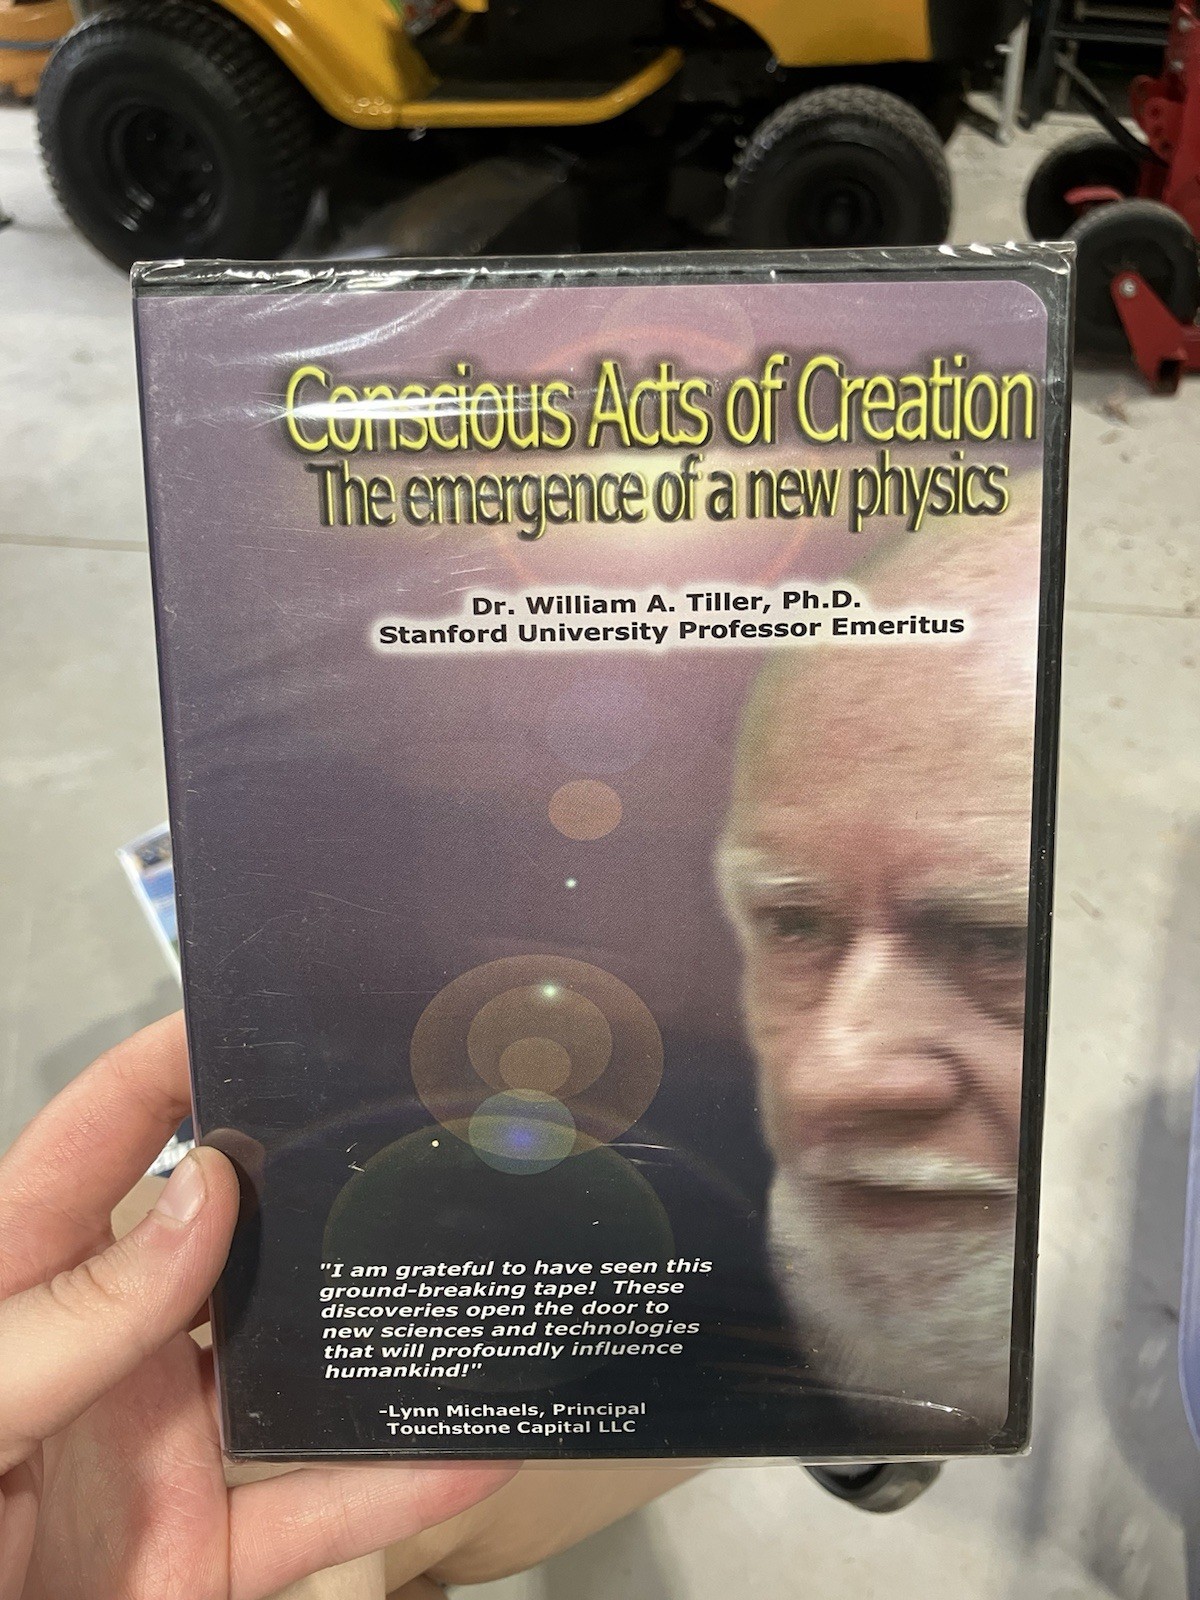 Conscious Acts of Creation
The emergence of a new physics
Dr. William A. Tiller, Ph.D.
Stanford University Professor Emeritus
"I am grateful to have seen this
ground-breaking tape!  These
discoveries open the door to
new sciences and technologies
that will profoundly influence
humankind!"
-Lynn Michaels, Principal
Touchstone Capital LLC